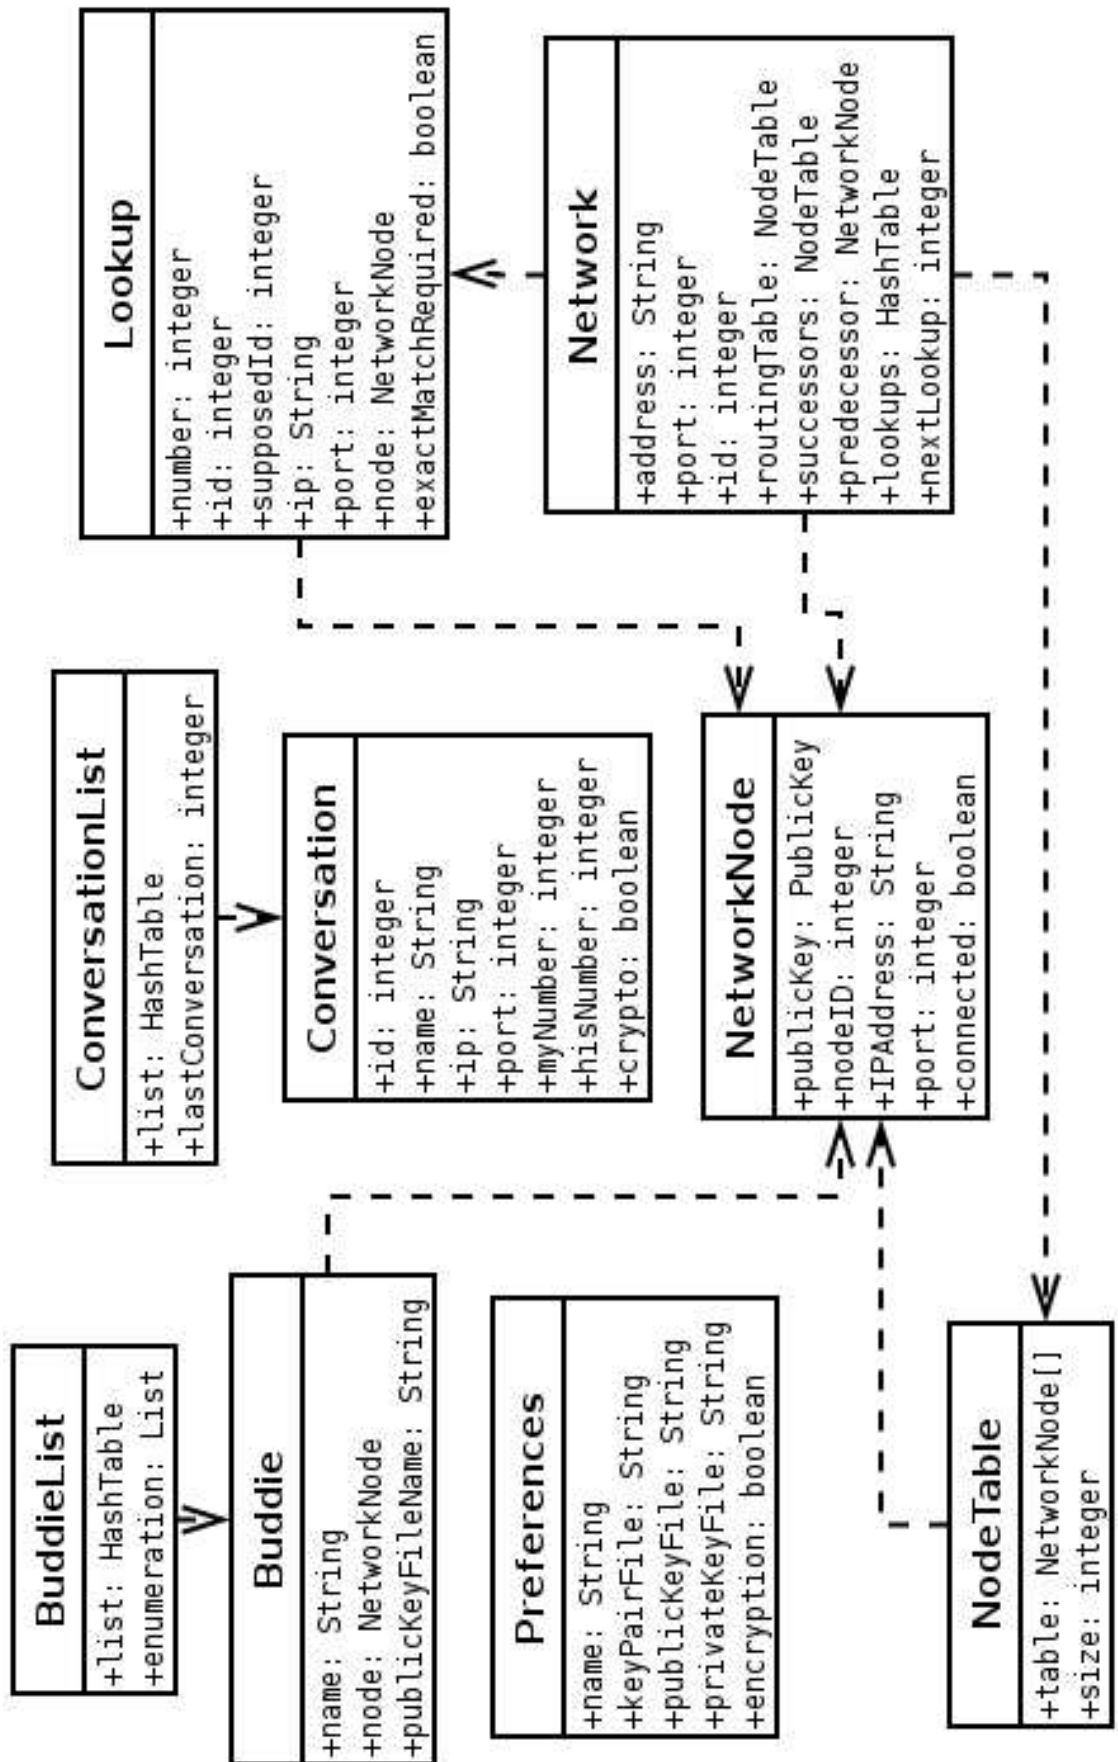 BuddieList
+list: HashTable
+enumeration: List
Buddie
+name: String
+node: NetworkNode
+publicKeyFileName: String
Preferences
+name: String
+keyPairFile: String
+publicKeyFile: String
+privateKeyFile: String
+encryption: boolean
NodeTable
+table: NetworkNode[]
+size: integer
ConversationList
+list: HashTable
+lastConversation: integer
Conversation
+id: integer
+name: String
+ip: String
+port: integer
+myNumber: integer
+hisNumber: integer
+crypto: boolean
NetworkNode
+publicKey: PublicKey
+nodeID: integer
+IPAddress: String
+port: integer
+connected: boolean
Lookup
+number: integer
+id: integer
+supposedId: integer
+ip: String
+port: integer
+node: NetworkNode
+exactMatchRequired: boolean
Network
+address: String
+port: integer
+id: integer
+routingTable: NodeTable
+successors: NodeTable
+predecessor: NetworkNode
+lookups: HashTable
+nextLookup: integer